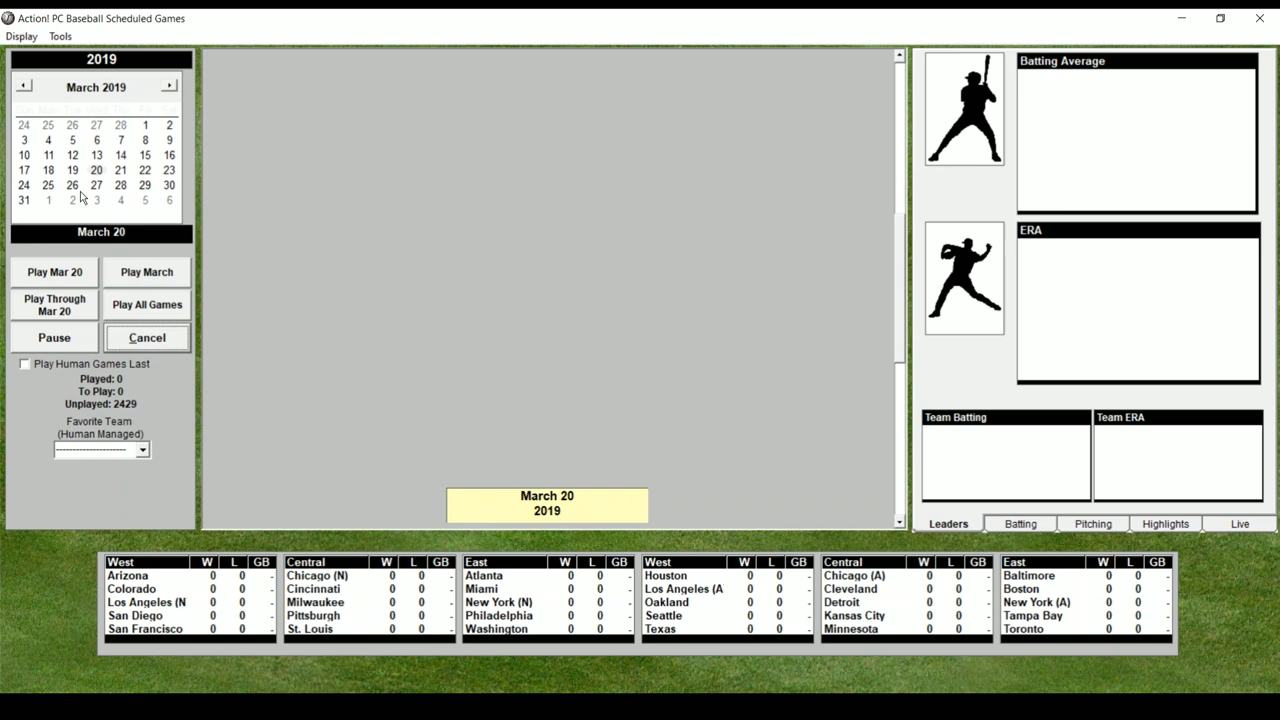 Action! PC Baseball Scheduled Games
Display Tools
2019
March 2019
24 25 26 27 28 1 2
3 4 5 6 7 8 9
10 11 12 13 14 15 16
17 18 19 20 21 22 23
24 25 26 27 28 29 30
31 1 2 3 4 5 6
March 20
Play Mar 20 Play March
Play Through Mar 20 Play All Games
Pause Cancel
Play Human Games Last
Played: 0
To Play: 0
Unplayed: 2429
Favorite Team
(Human Managed)
---------------------
March 20
2019
Batting Average
ERA
Team Batting Team ERA
Leaders Batting Pitching Highlights Live
West W L GB Central W L GB East W L GB West W L GB Central W L GB East W L GB
Arizona 0 0 - Chicago (N) 0 0 - Atlanta 0 0 - Houston 0 0 - Chicago (A) 0 0 - Baltimore 0 0 -
Colorado 0 0 - Cincinnati 0 0 - Miami 0 0 - Los Angeles (A 0 0 - Cleveland 0 0 - Boston 0 0 -
Los Angeles (N 0 0 - Milwaukee 0 0 - New York (N) 0 0 - Oakland 0 0 - Detroit 0 0 - New York (A) 0 0 -
San Diego 0 0 - Pittsburgh 0 0 - Philadelphia 0 0 - Seattle 0 0 - Kansas City 0 0 - Tampa Bay 0 0 -
San Francisco 0 0 - St. Louis 0 0 - Washington 0 0 - Texas 0 0 - Minnesota 0 0 - Toronto 0 0 -